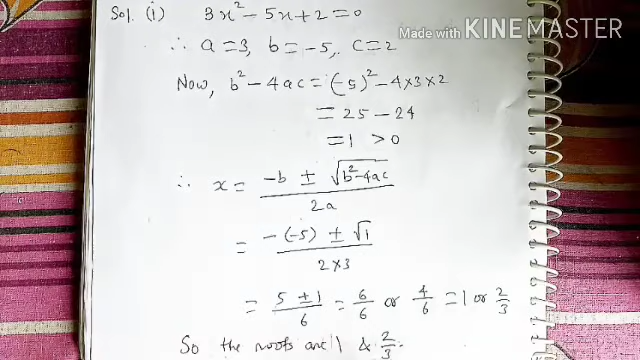 Made with KINEMASTER
Sol. (i) 3x² - 5x + 2 = 0
∴ a = 3, b = -5, c = 2
Now, b² - 4ac = (-5)² - 4×3×2
= 25 - 24
= 1 > 0
∴ x = (-b ± √(b²-4ac)) / 2a
= (-(-5) ± √1) / 2×3
= (5 ± 1)/6 = 6/6 or 4/6 = 1 or 2/3
So the roots are 1 & 2/3.